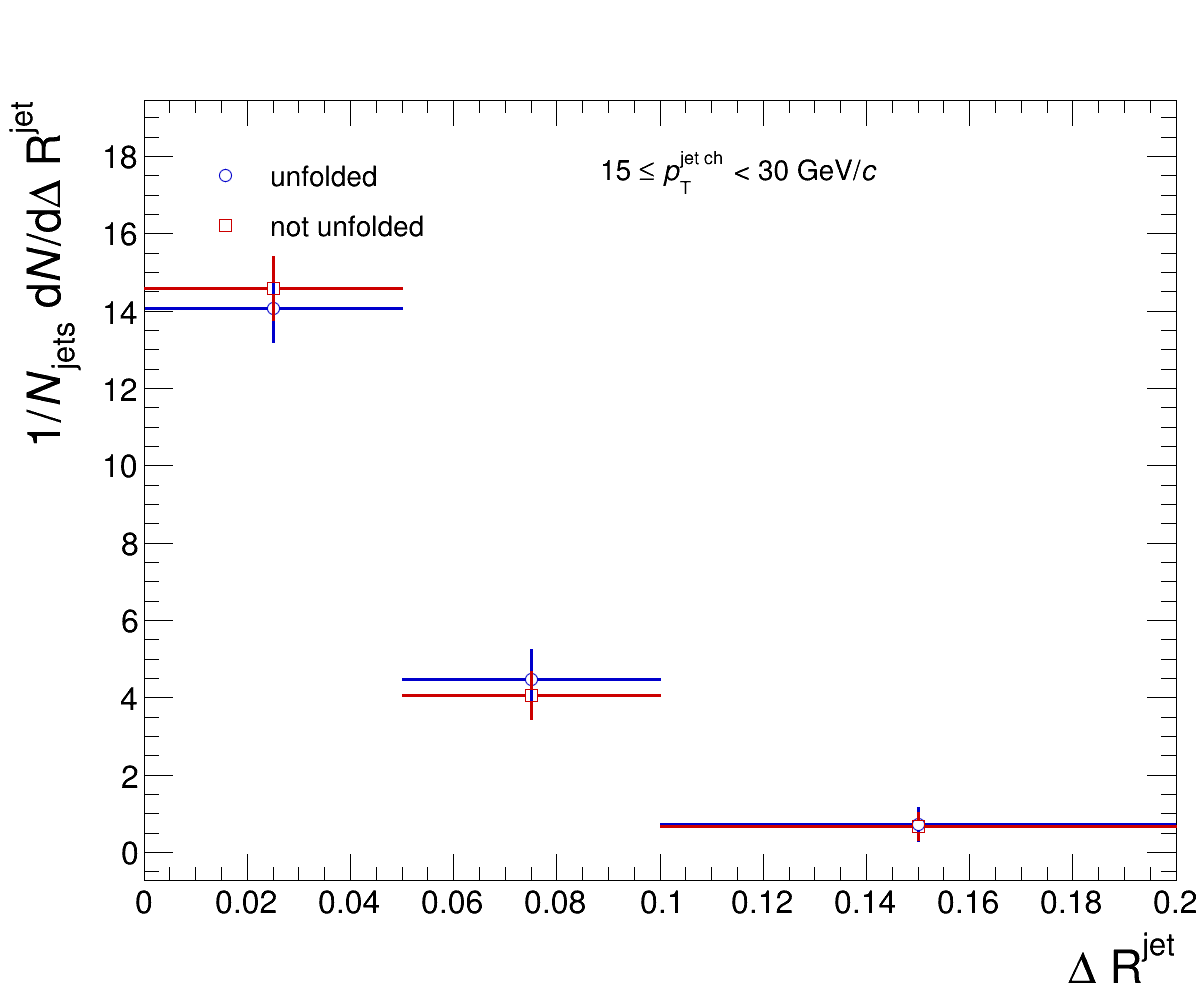 1/N_jets dN/dΔ R^jet
unfolded
not unfolded
15 ≤ p_T^jet ch < 30 GeV/c
18
16
14
12
10
8
6
4
2
0
0 0.02 0.04 0.06 0.08 0.1 0.12 0.14 0.16 0.18 0.2
Δ R^jet